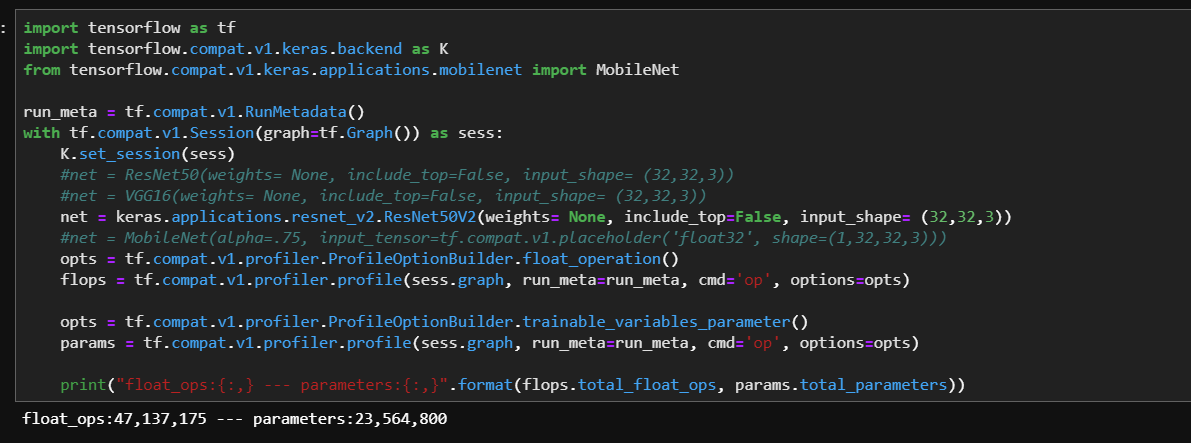 :
import tensorflow as tf
import tensorflow.compat.v1.keras.backend as K
from tensorflow.compat.v1.keras.applications.mobilenet import MobileNet

run_meta = tf.compat.v1.RunMetadata()
with tf.compat.v1.Session(graph=tf.Graph()) as sess:
    K.set_session(sess)
    #net = ResNet50(weights= None, include_top=False, input_shape= (32,32,3))
    #net = VGG16(weights= None, include_top=False, input_shape= (32,32,3))
    net = keras.applications.resnet_v2.ResNet50V2(weights= None, include_top=False, input_shape= (32,32,3))
    #net = MobileNet(alpha=.75, input_tensor=tf.compat.v1.placeholder('float32', shape=(1,32,32,3)))
    opts = tf.compat.v1.profiler.ProfileOptionBuilder.float_operation()
    flops = tf.compat.v1.profiler.profile(sess.graph, run_meta=run_meta, cmd='op', options=opts)

    opts = tf.compat.v1.profiler.ProfileOptionBuilder.trainable_variables_parameter()
    params = tf.compat.v1.profiler.profile(sess.graph, run_meta=run_meta, cmd='op', options=opts)

    print("float_ops:{:,} --- parameters:{:,}".format(flops.total_float_ops, params.total_parameters))
float_ops:47,137,175 --- parameters:23,564,800